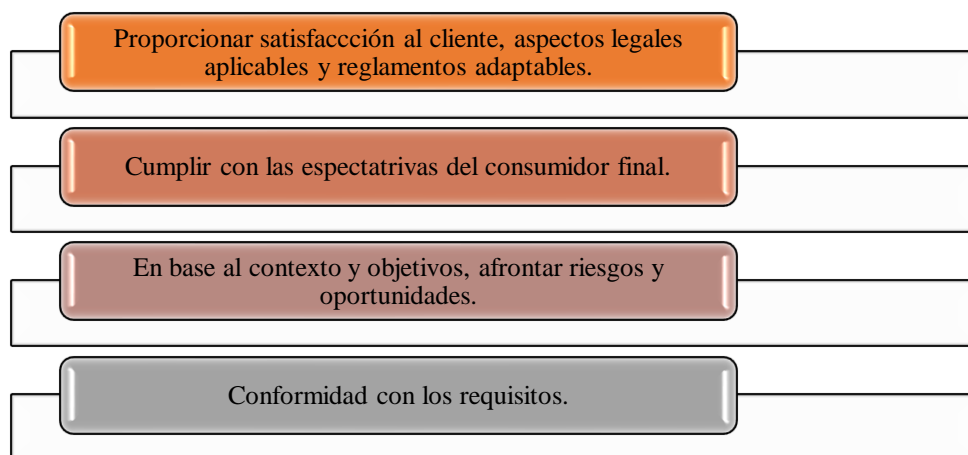 Proporcionar satisfaccción al cliente, aspectos legales
aplicables y reglamentos adaptables.
Cumplir con las espectatrivas del consumidor final.
En base al contexto y objetivos, afrontar riesgos y
oportunidades.
Conformidad con los requisitos.